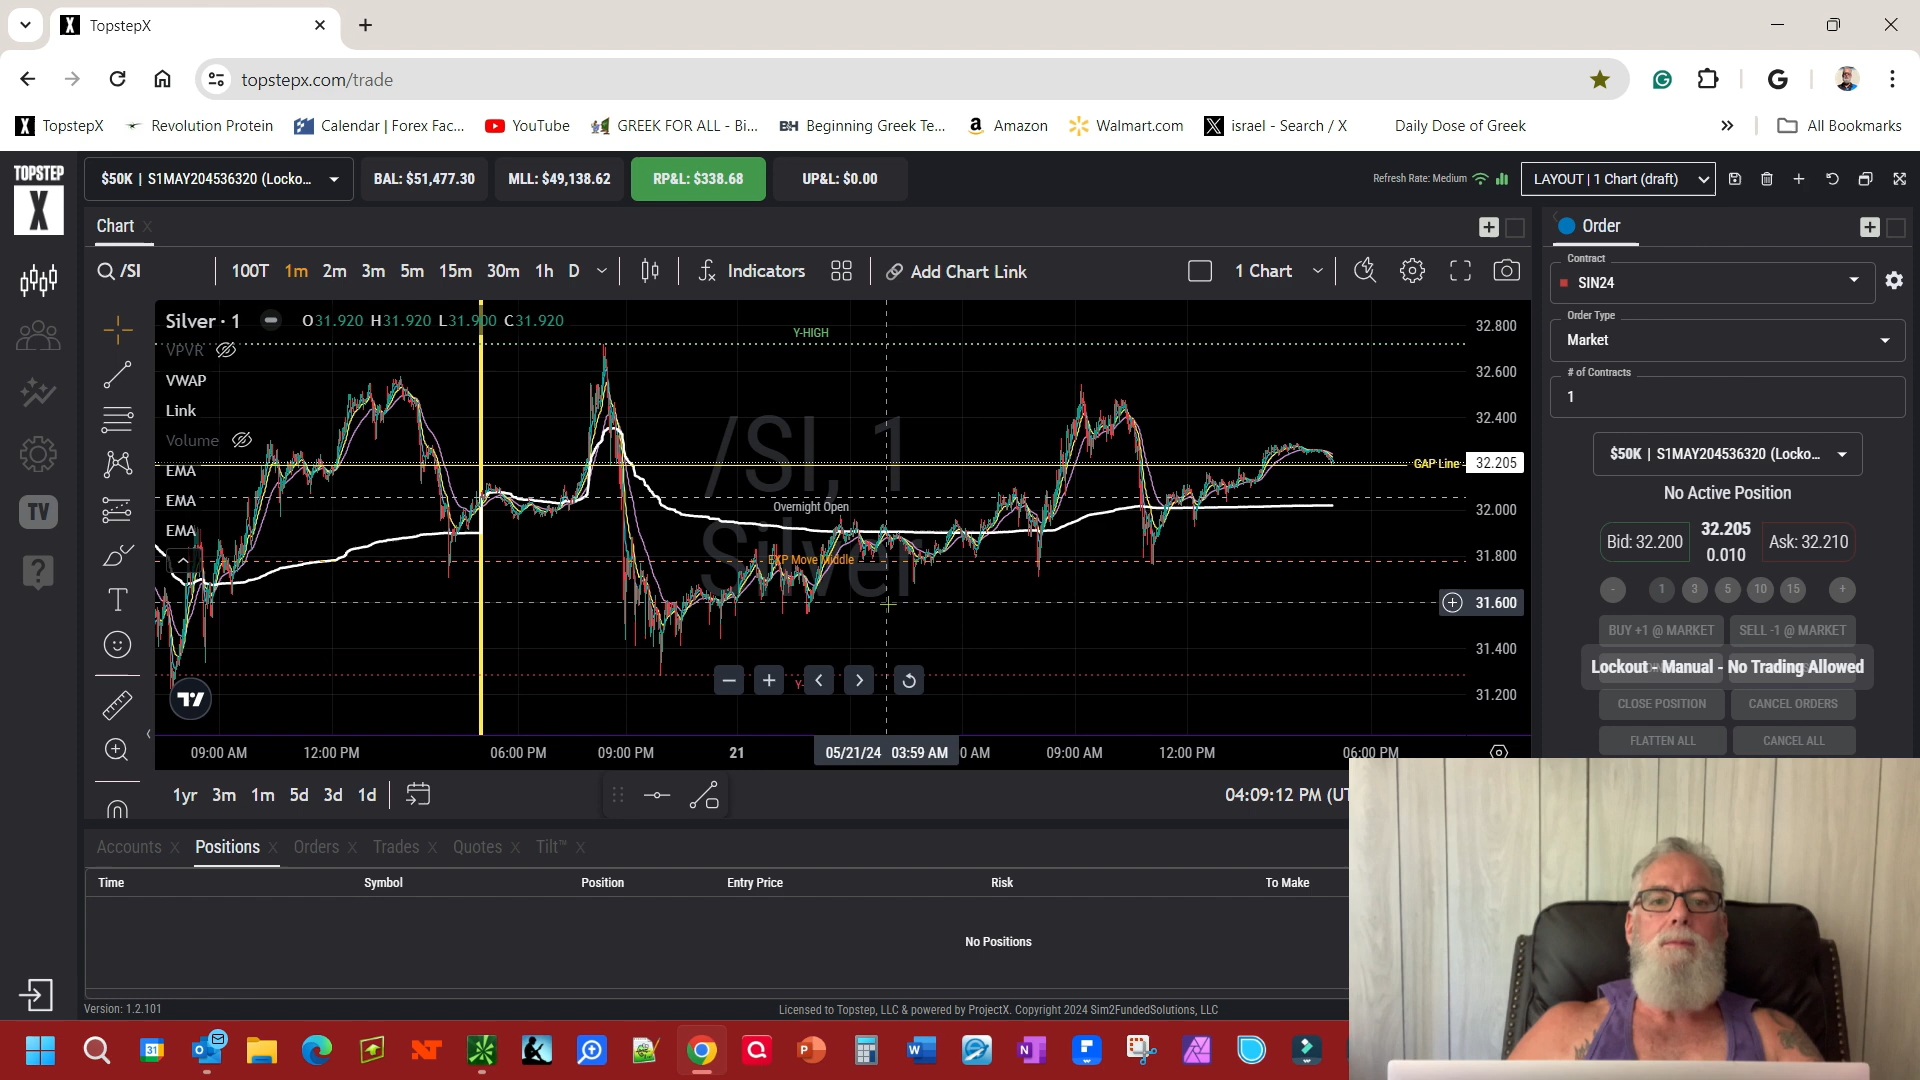 TopstepX
topstepx.com/trade
TopstepX
Revolution Protein
Calendar | Forex Fac...
YouTube
GREEK FOR ALL - Bi...
BH Beginning Greek Te...
Amazon
Walmart.com
israel - Search / X
Daily Dose of Greek
All Bookmarks
TOPSTEP
X
$50K | S1MAY204536320 (Locko...
BAL: $51,477.30
MLL: $49,138.62
RP&L: $338.68
UP&L: $0.00
Refresh Rate: Medium
LAYOUT | 1 Chart (draft)
Chart
Order
/SI
100T 1m 2m 3m 5m 15m 30m 1h D
Indicators
Add Chart Link
1 Chart
Contract
SIN24
Order Type
Market
# of Contracts
1
Silver · 1
O31.920 H31.920 L31.900 C31.920
VPVR
VWAP
Link
Volume
EMA
EMA
EMA
/SI, 1
Silver
Y-HIGH
Overnight Open
EXP Move Middle
GAP Line
Y-
32.800
32.600
32.400
32.205
32.000
31.800
31.600
31.400
31.200
$50K | S1MAY204536320 (Locko...
No Active Position
Bid: 32.200
32.205
0.010
Ask: 32.210
- 1 3 5 10 15 +
BUY +1 @ MARKET
SELL -1 @ MARKET
Lockout - Manual - No Trading Allowed
CLOSE POSITION
CANCEL ORDERS
FLATTEN ALL
CANCEL ALL
TV
09:00 AM
12:00 PM
06:00 PM
09:00 PM
21
05/21/24 03:59 AM
0 AM
09:00 AM
12:00 PM
06:00 PM
1yr 3m 1m 5d 3d 1d
04:09:12 PM (UT
Accounts
Positions
Orders
Trades
Quotes
Tilt™
Time
Symbol
Position
Entry Price
Risk
To Make
No Positions
Version: 1.2.101
Licensed to Topstep, LLC & powered by ProjectX. Copyright 2024 Sim2FundedSolutions, LLC